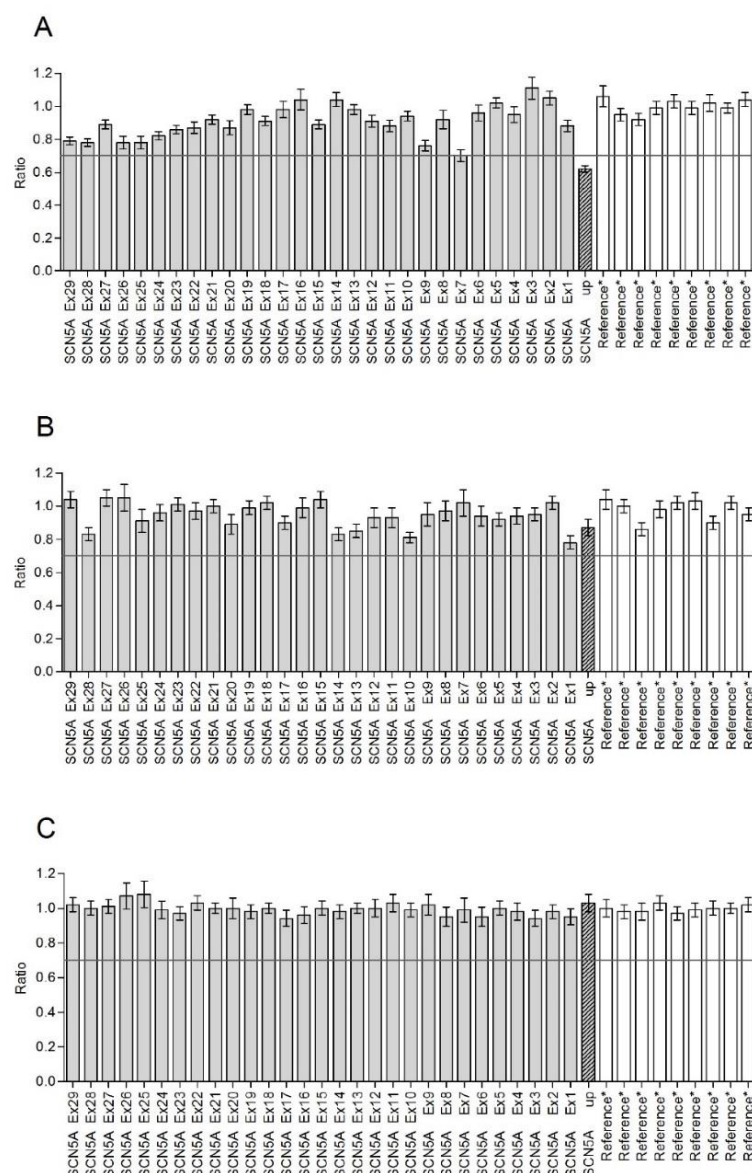 A
1.2
1.0
0.8
0.6
0.4
0.2
0.0
Ratio
SCN5A Ex29
SCN5A Ex28
SCN5A Ex27
SCN5A Ex26
SCN5A Ex25
SCN5A Ex24
SCN5A Ex23
SCN5A Ex22
SCN5A Ex21
SCN5A Ex20
SCN5A Ex19
SCN5A Ex18
SCN5A Ex17
SCN5A Ex16
SCN5A Ex15
SCN5A Ex14
SCN5A Ex13
SCN5A Ex12
SCN5A Ex11
SCN5A Ex10
SCN5A Ex9
SCN5A Ex8
SCN5A Ex7
SCN5A Ex6
SCN5A Ex5
SCN5A Ex4
SCN5A Ex3
SCN5A Ex2
SCN5A Ex1
SCN5A up
Reference*
Reference*
Reference*
Reference*
Reference*
Reference*
Reference*
Reference*
Reference*
B
1.2
1.0
0.8
0.6
0.4
0.2
0.0
Ratio
SCN5A Ex29
SCN5A Ex28
SCN5A Ex27
SCN5A Ex26
SCN5A Ex25
SCN5A Ex24
SCN5A Ex23
SCN5A Ex22
SCN5A Ex21
SCN5A Ex20
SCN5A Ex19
SCN5A Ex18
SCN5A Ex17
SCN5A Ex16
SCN5A Ex15
SCN5A Ex14
SCN5A Ex13
SCN5A Ex12
SCN5A Ex11
SCN5A Ex10
SCN5A Ex9
SCN5A Ex8
SCN5A Ex7
SCN5A Ex6
SCN5A Ex5
SCN5A Ex4
SCN5A Ex3
SCN5A Ex2
SCN5A Ex1
SCN5A up
Reference*
Reference*
Reference*
Reference*
Reference*
Reference*
Reference*
Reference*
Reference*
C
1.2
1.0
0.8
0.6
0.4
0.2
0.0
Ratio
SCN5A Ex29
SCN5A Ex28
SCN5A Ex27
SCN5A Ex26
SCN5A Ex25
SCN5A Ex24
SCN5A Ex23
SCN5A Ex22
SCN5A Ex21
SCN5A Ex20
SCN5A Ex19
SCN5A Ex18
SCN5A Ex17
SCN5A Ex16
SCN5A Ex15
SCN5A Ex14
SCN5A Ex13
SCN5A Ex12
SCN5A Ex11
SCN5A Ex10
SCN5A Ex9
SCN5A Ex8
SCN5A Ex7
SCN5A Ex6
SCN5A Ex5
SCN5A Ex4
SCN5A Ex3
SCN5A Ex2
SCN5A Ex1
SCN5A up
Reference*
Reference*
Reference*
Reference*
Reference*
Reference*
Reference*
Reference*
Reference*